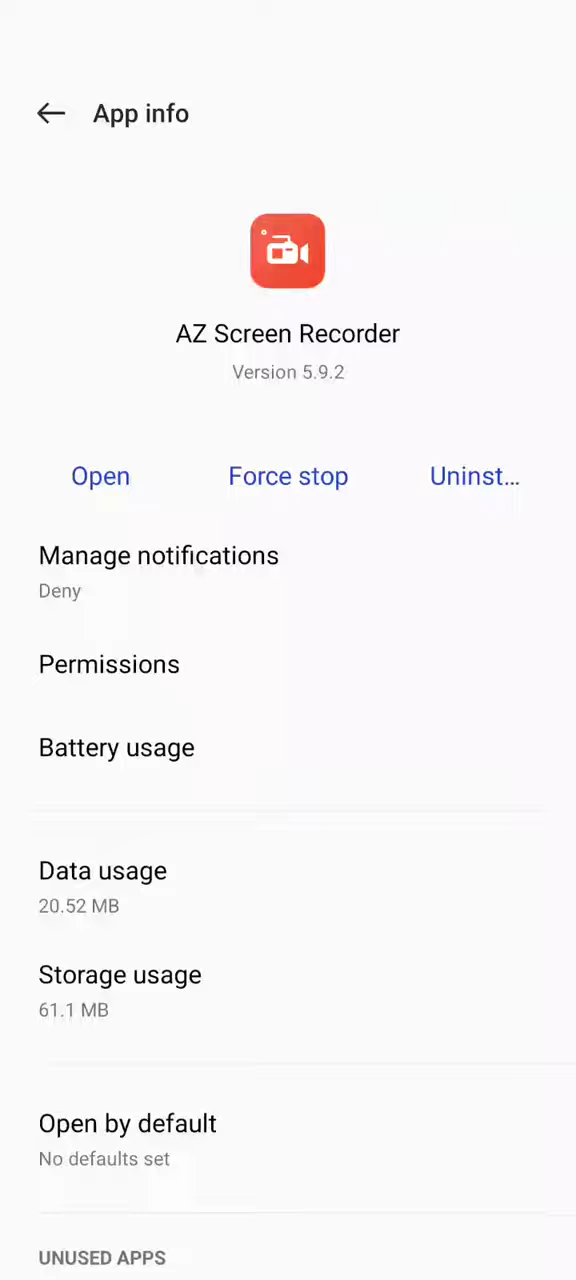 App info
AZ Screen Recorder
Version 5.9.2
Open
Force stop
Uninst...
Manage notifications
Deny
Permissions
Battery usage
Data usage
20.52 MB
Storage usage
61.1 MB
Open by default
No defaults set
UNUSED APPS